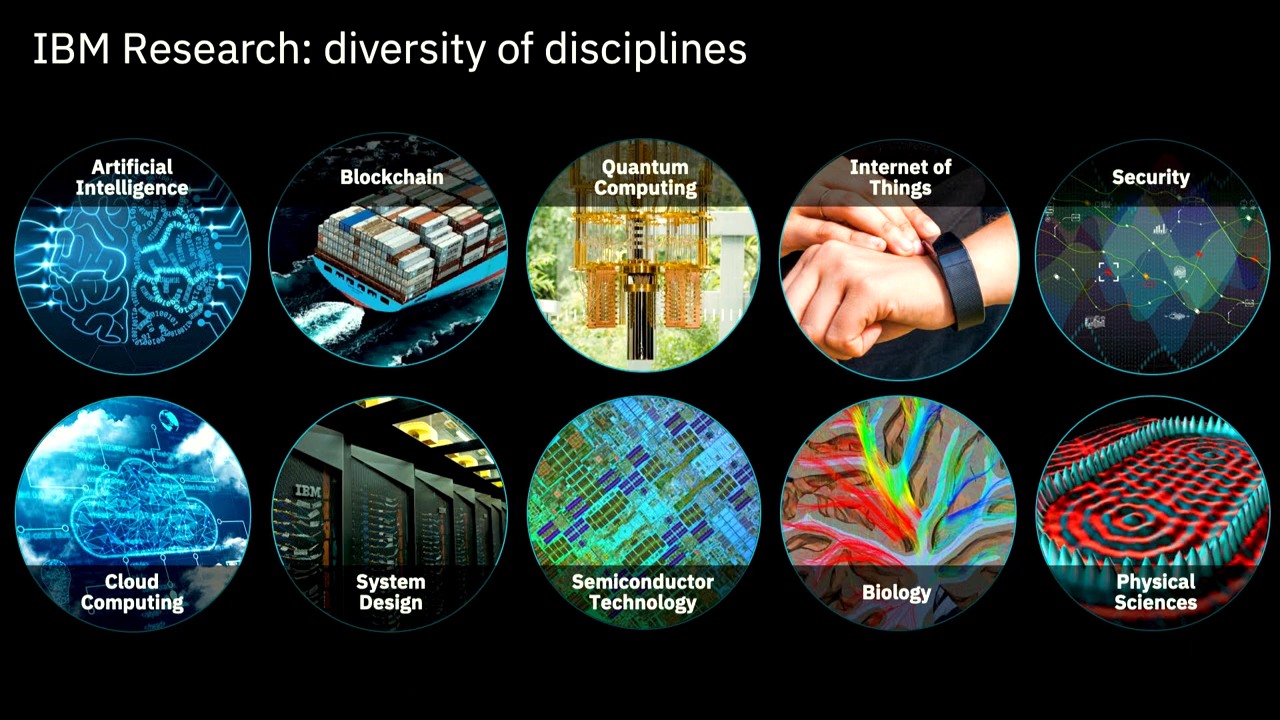 IBM Research: diversity of disciplines
Artificial
Intelligence
Blockchain
Quantum
Computing
Internet of
Things
Security
Cloud
Computing
IBM
System
Design
Semiconductor
Technology
Biology
Physical
Sciences